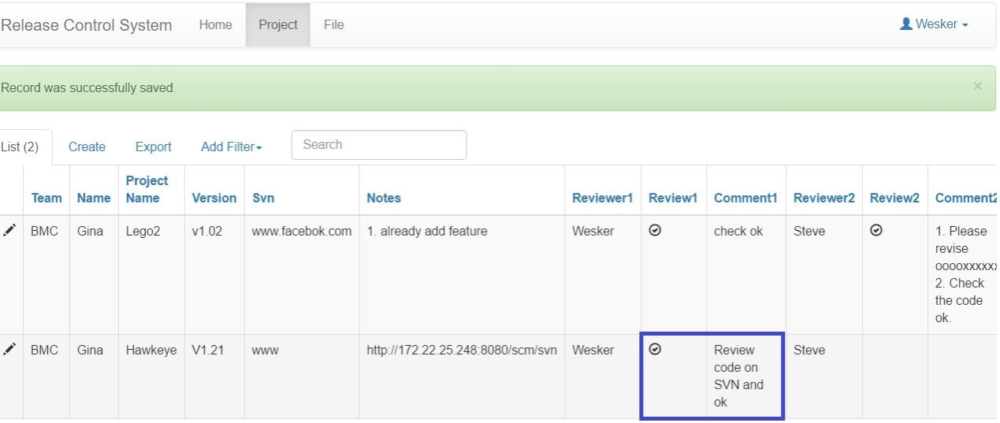 Release Control System Home Project File Wesker
Record was successfully saved. ×
List (2) Create Export Add Filter Search
Team Name Project Name Version Svn Notes Reviewer1 Review1 Comment1 Reviewer2 Review2 Comment2
BMC Gina Lego2 v1.02 www.facebok.com 1. already add feature Wesker check ok Steve 1. Please
revise
ooooxxxxxx
2. Check
the code
ok.
BMC Gina Hawkeye V1.21 www http://172.22.25.248:8080/scm/svn Wesker Review Steve
code on
SVN and
ok